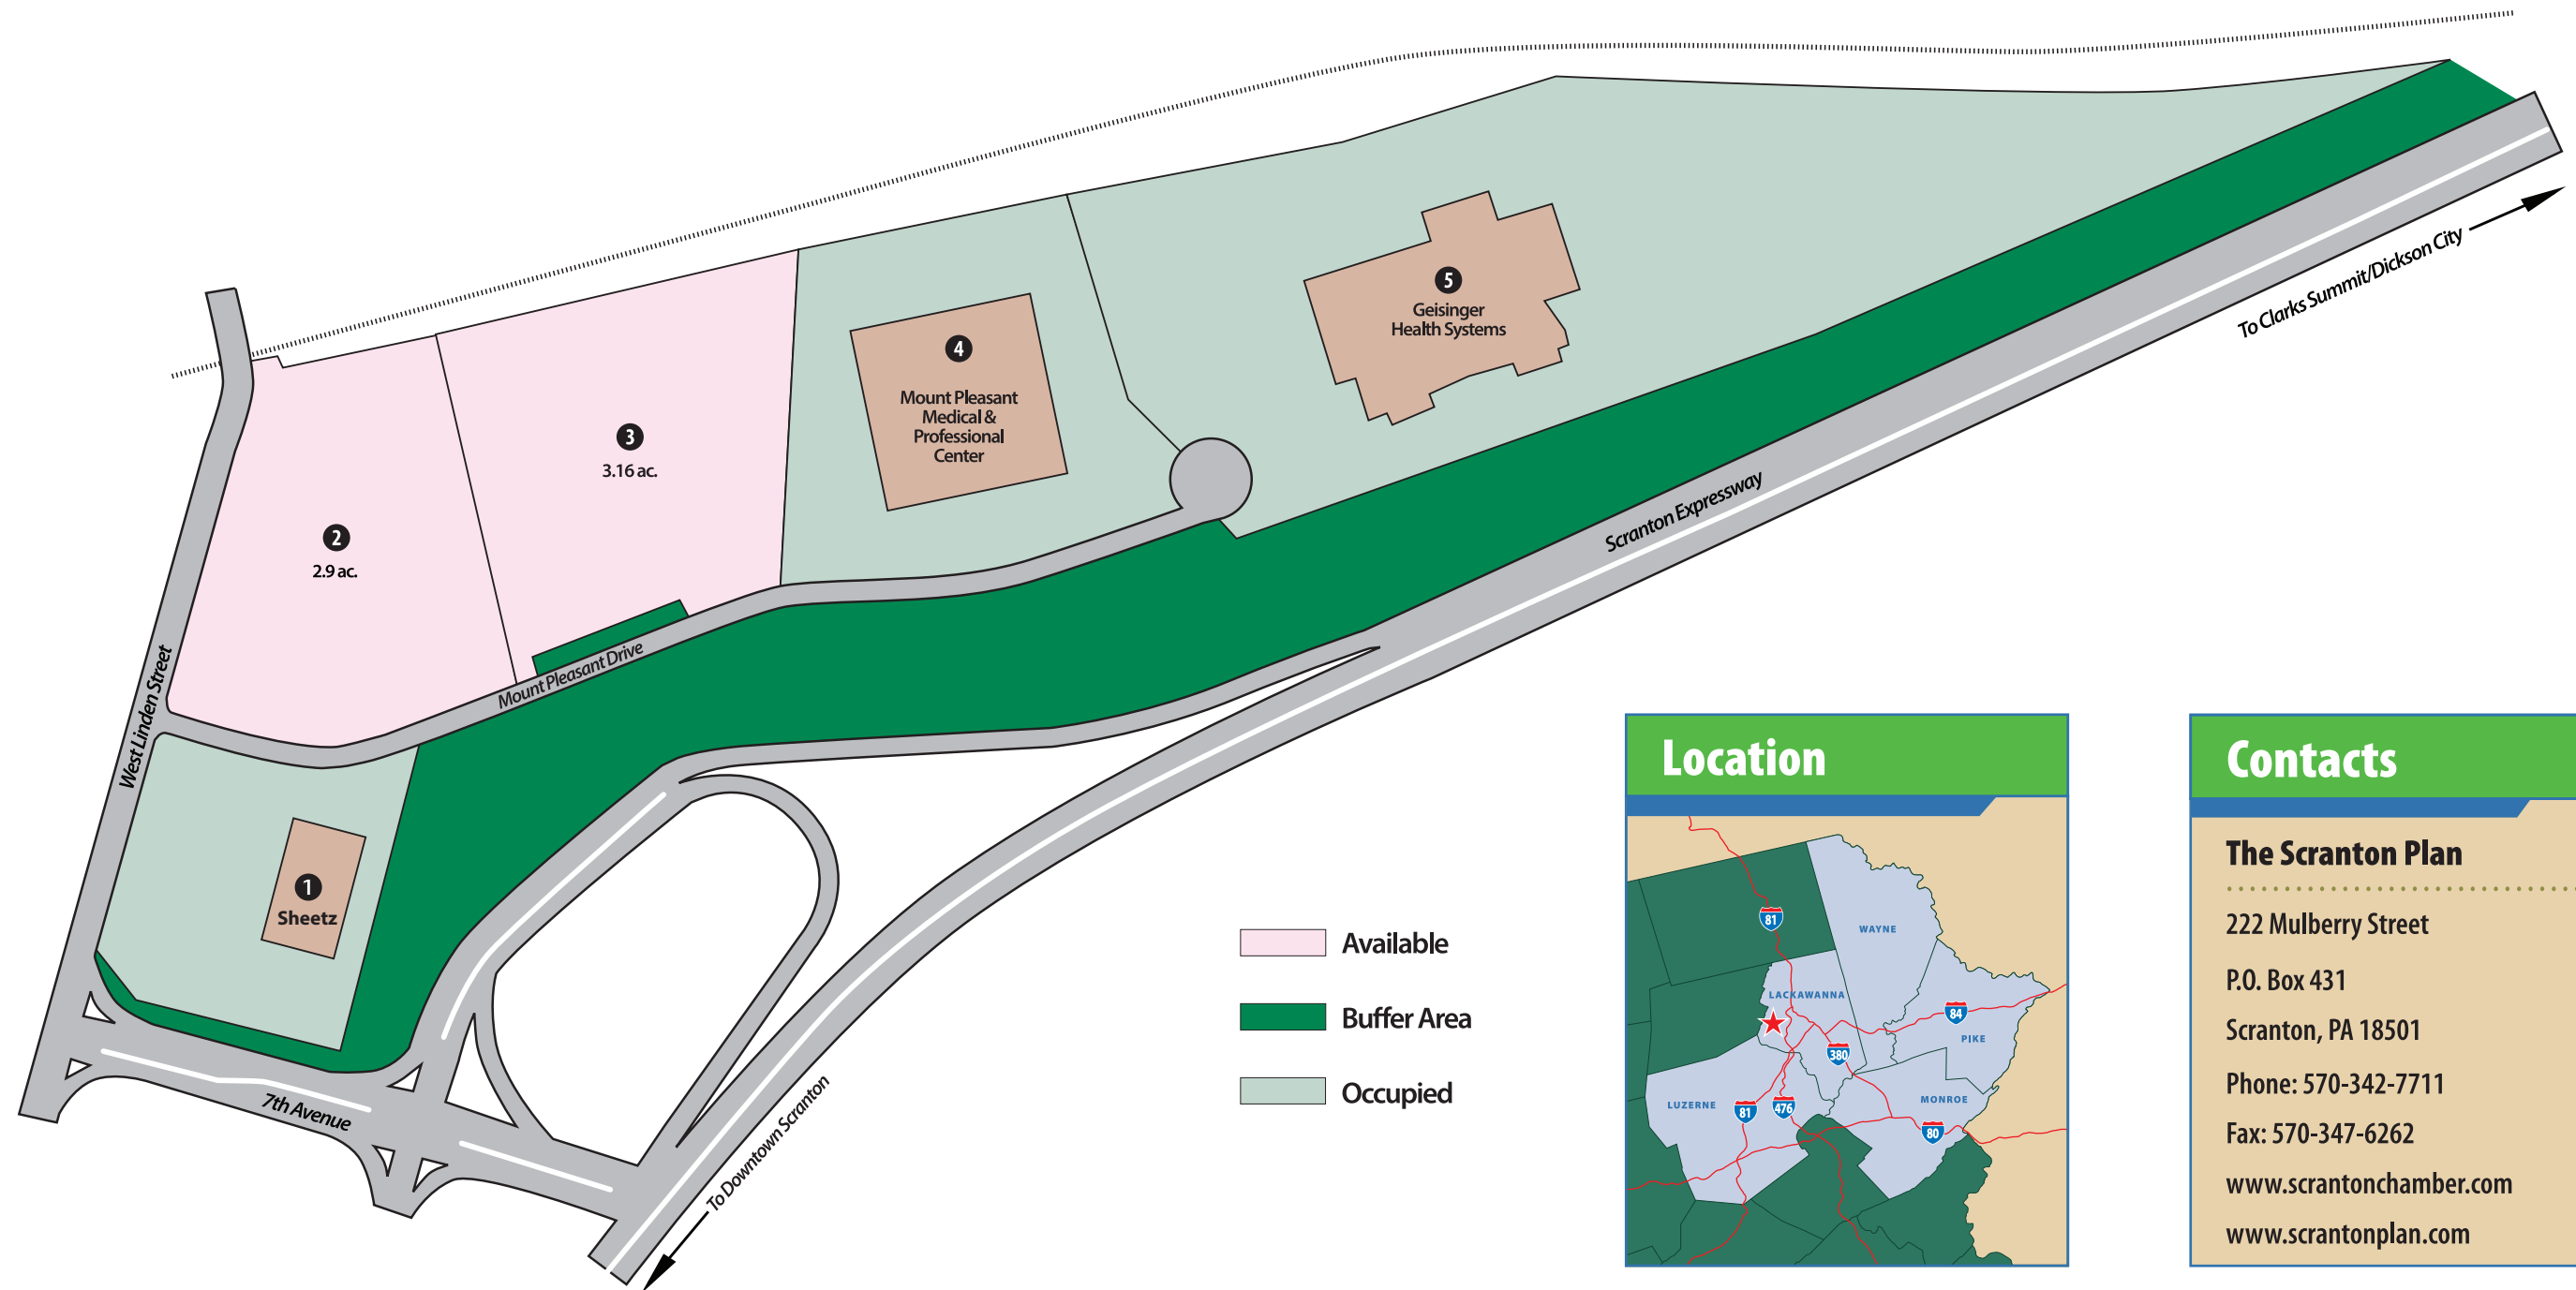 5
Geisinger
Health Systems
To Clarks Summit/Dickson City
4
Mount Pleasant
Medical &
Professional
Center
3
3.16 ac.
2
2.9 ac.
Scranton Expressway
Mount Pleasant Drive
West Linden Street
1
Sheetz
7th Avenue
To Downtown Scranton
Available
Buffer Area
Occupied
Location
81
WAYNE
LACKAWANNA
84
PIKE
380
LUZERNE
81
476
MONROE
80
Contacts
The Scranton Plan
222 Mulberry Street
P.O. Box 431
Scranton, PA 18501
Phone: 570-342-7711
Fax: 570-347-6262
www.scrantonchamber.com
www.scrantonplan.com